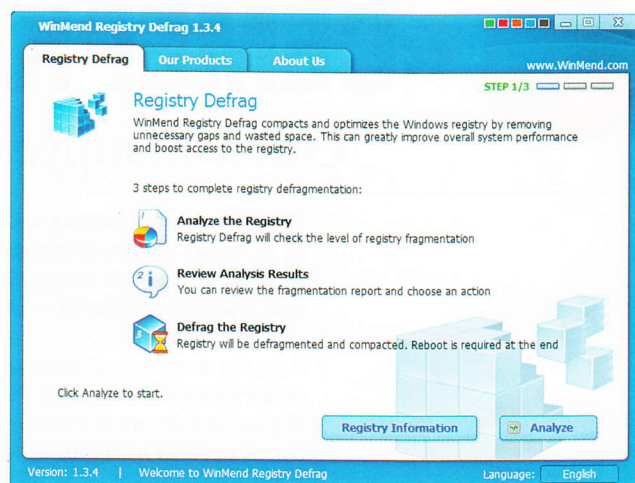 WinMend Registry Defrag 1.3.4
Registry Defrag
Our Products
About Us
www.WinMend.com
STEP 1/3
Registry Defrag
WinMend Registry Defrag compacts and optimizes the Windows registry by removing
unnecessary gaps and wasted space. This can greatly improve overall system performance
and boost access to the registry.
3 steps to complete registry defragmentation:
Analyze the Registry
Registry Defrag will check the level of registry fragmentation
2
Review Analysis Results
You can review the fragmentation report and choose an action
3
Defrag the Registry
Registry will be defragmented and compacted. Reboot is required at the end
Click Analyze to start.
Registry Information
Analyze
Version: 1.3.4 | Welcome to WinMend Registry Defrag
Language: English